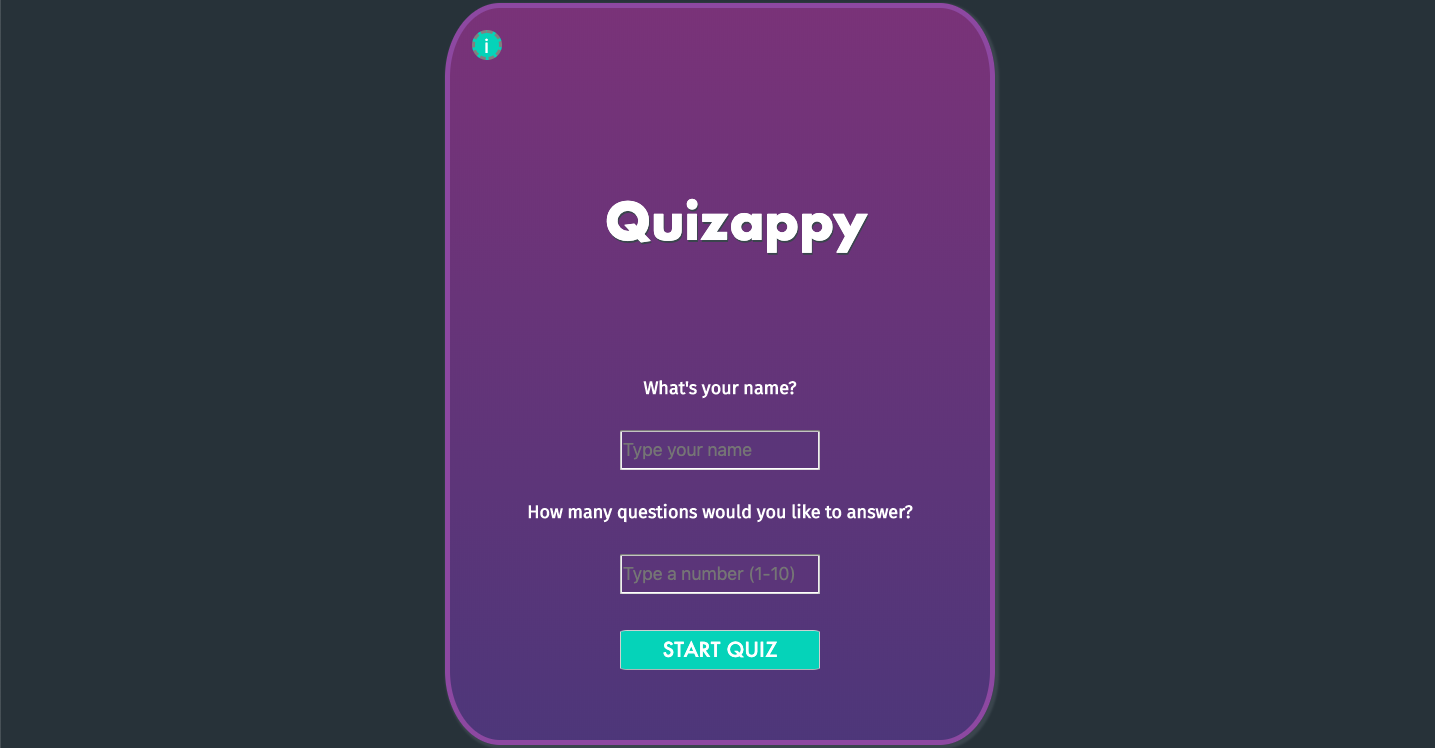 i
Quizappy
What's your name?
Type your name
How many questions would you like to answer?
Type a number (1-10)
START QUIZ